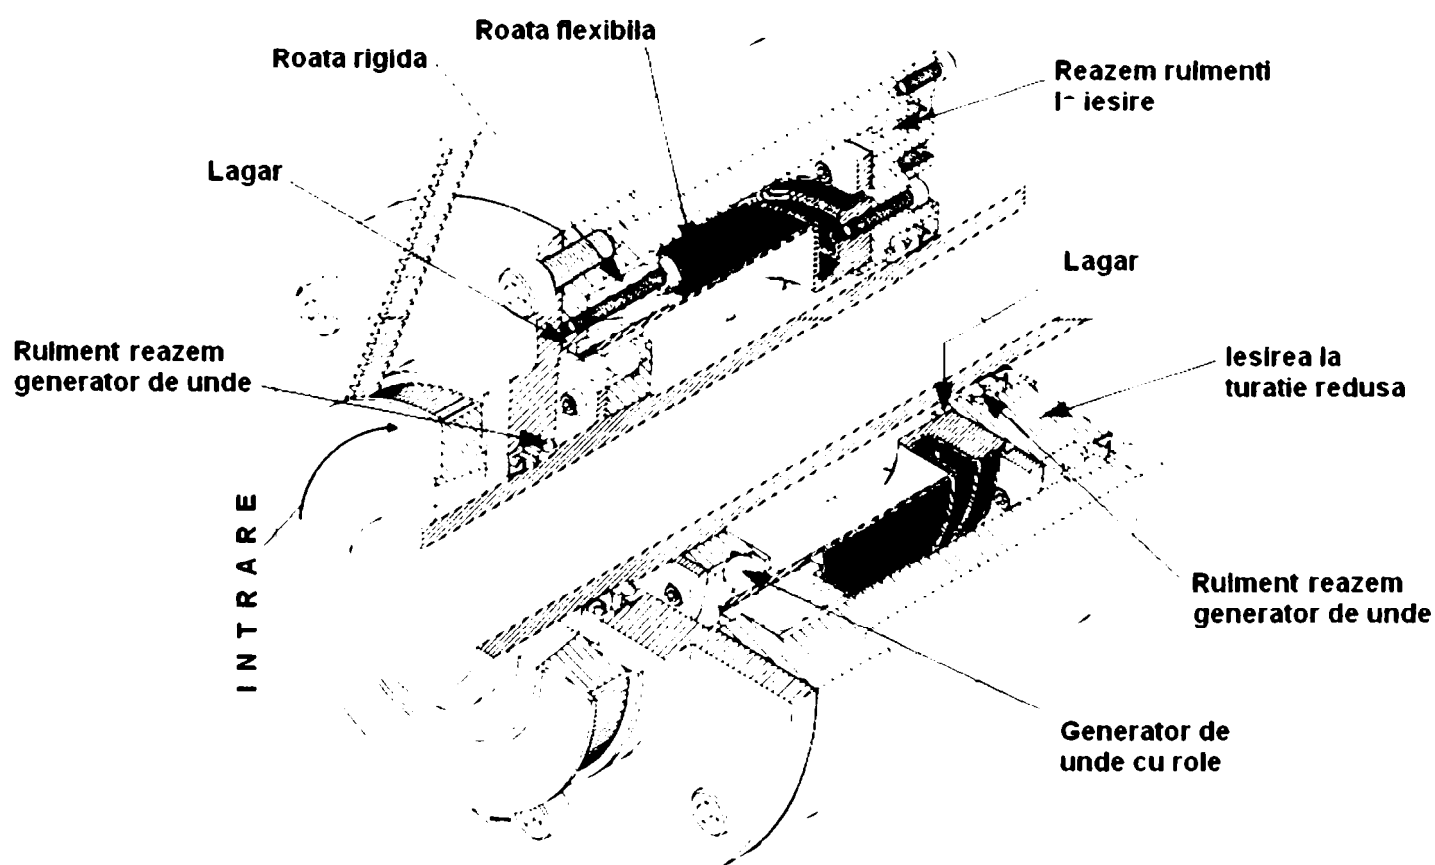 Roata flexibila
Roata rigida
Reazem rulmenti
iesire
Lagar
Lagar
Rulment reazem
generator de unde
Iesirea la
turatie redusa
INTRARE
Rulment reazem
generator de unde
Generator de
unde cu role